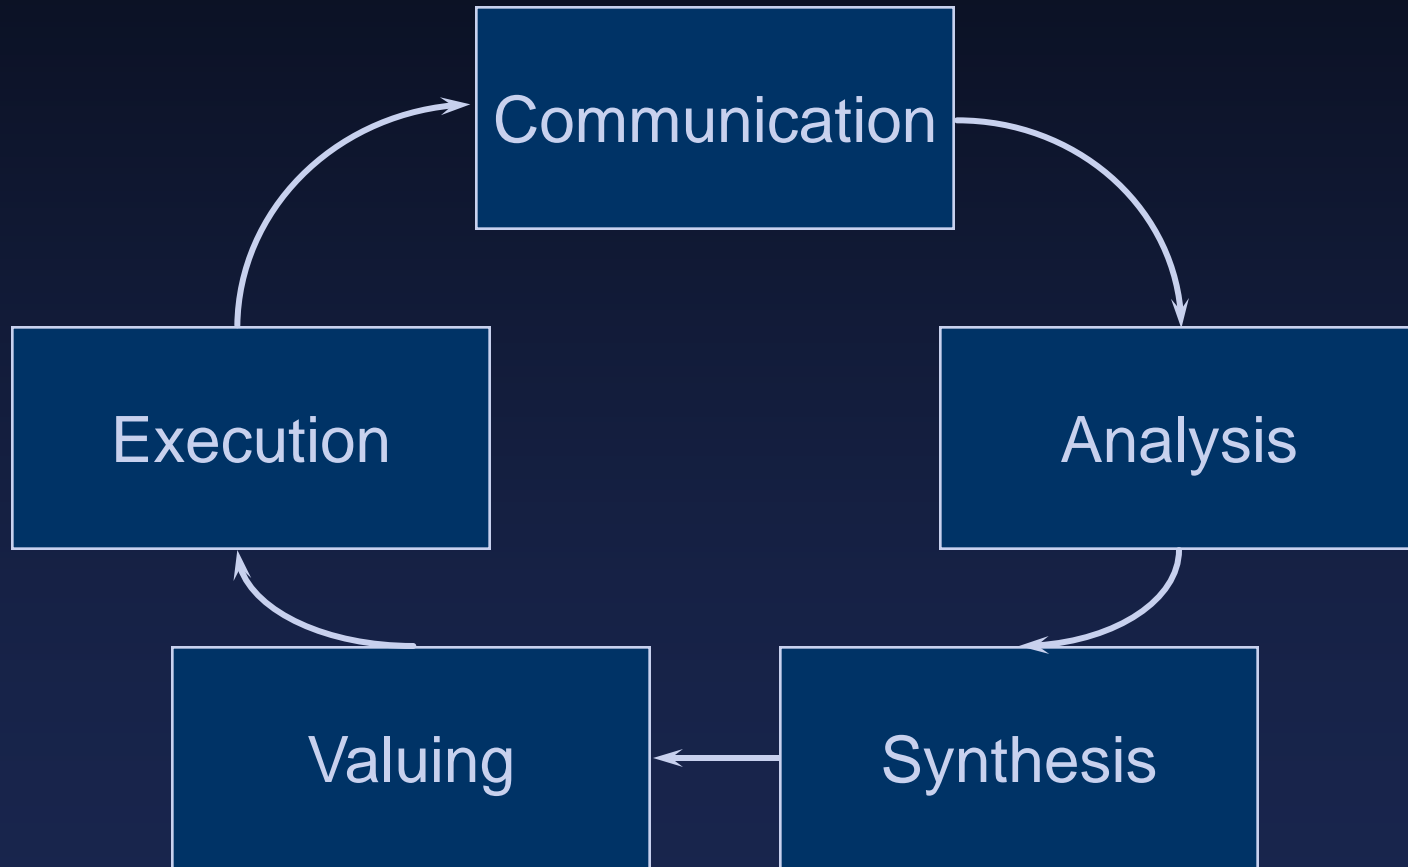 Communication
Execution
Analysis
Valuing
Synthesis